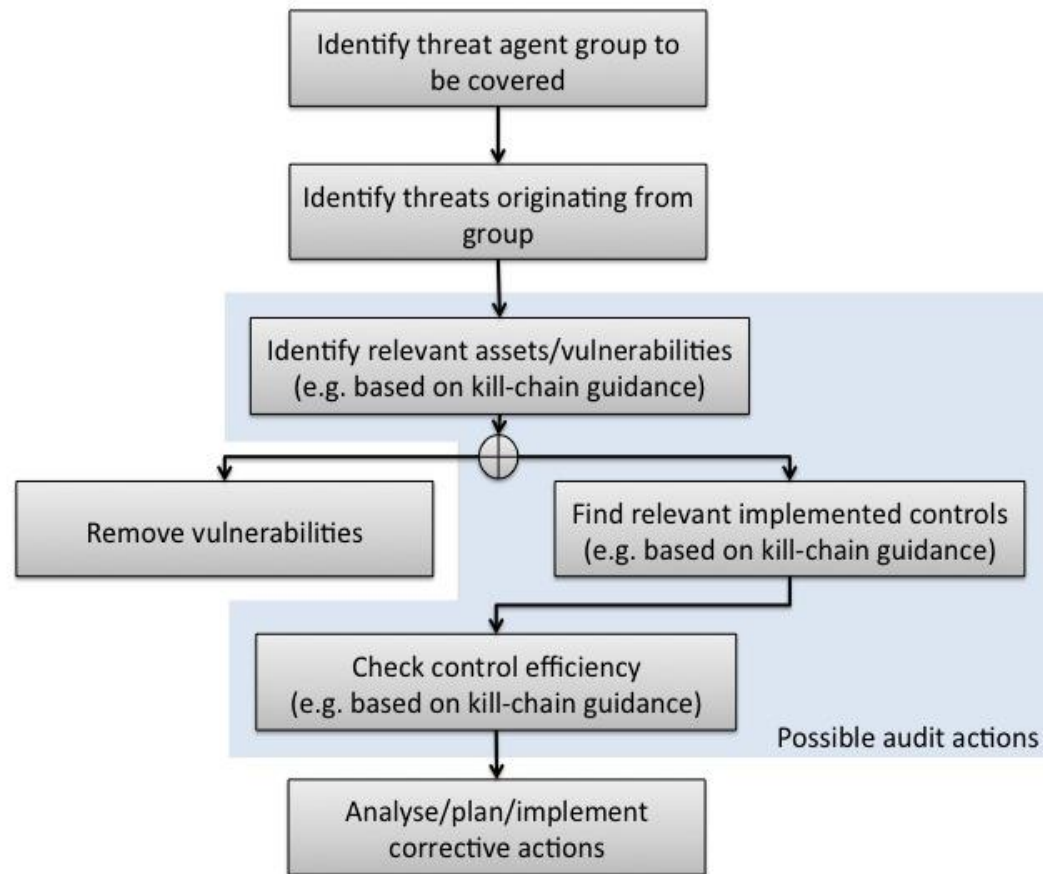 Identify threat agent group to
be covered
Identify threats originating from
group
Identify relevant assets/vulnerabilities
(e.g. based on kill-chain guidance)
Remove vulnerabilities
Find relevant implemented controls
(e.g. based on kill-chain guidance)
Check control efficiency
(e.g. based on kill-chain guidance)
Possible audit actions
Analyse/plan/implement
corrective actions